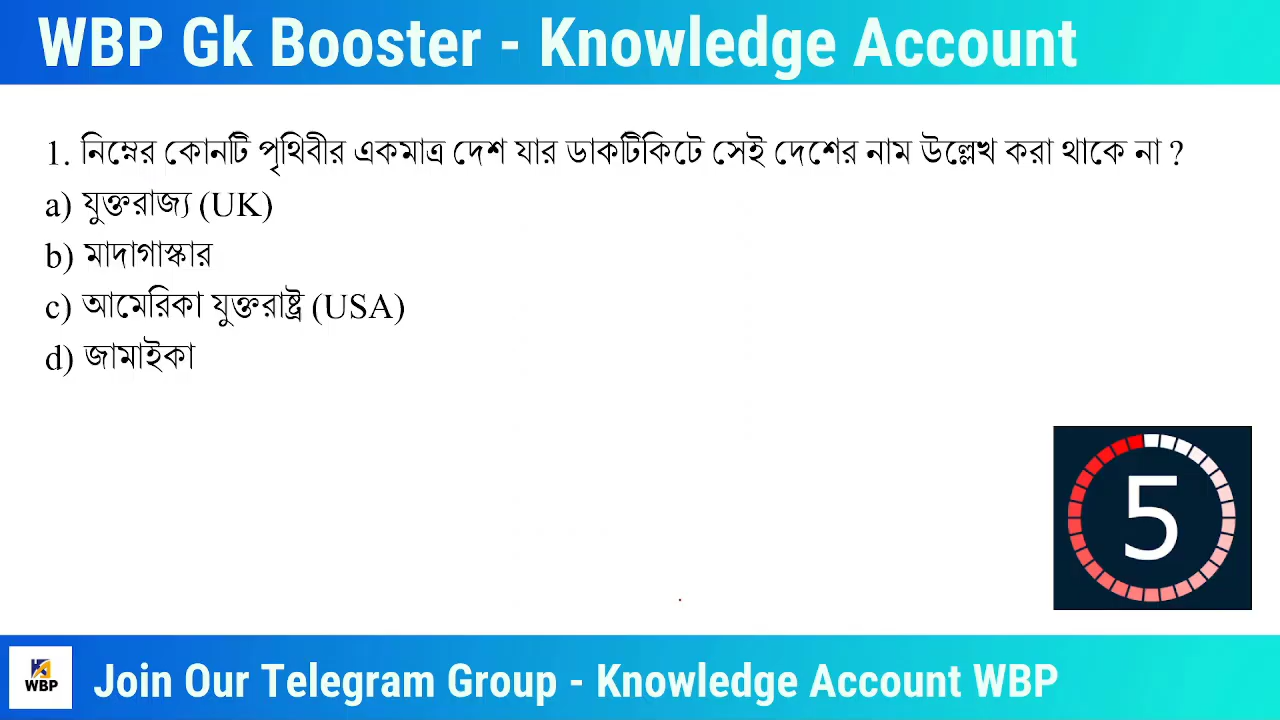 WBP Gk Booster - Knowledge Account
1. নিম্নের কোনটি পৃথিবীর একমাত্র দেশ যার ডাকটিকিটে সেই দেশের নাম উল্লেখ করা থাকে না ?
a) যুক্তরাজ্য (UK)
b) মাদাগাস্কার
c) আমেরিকা যুক্তরাষ্ট্র (USA)
d) জামাইকা
5
WBP
Join Our Telegram Group - Knowledge Account WBP